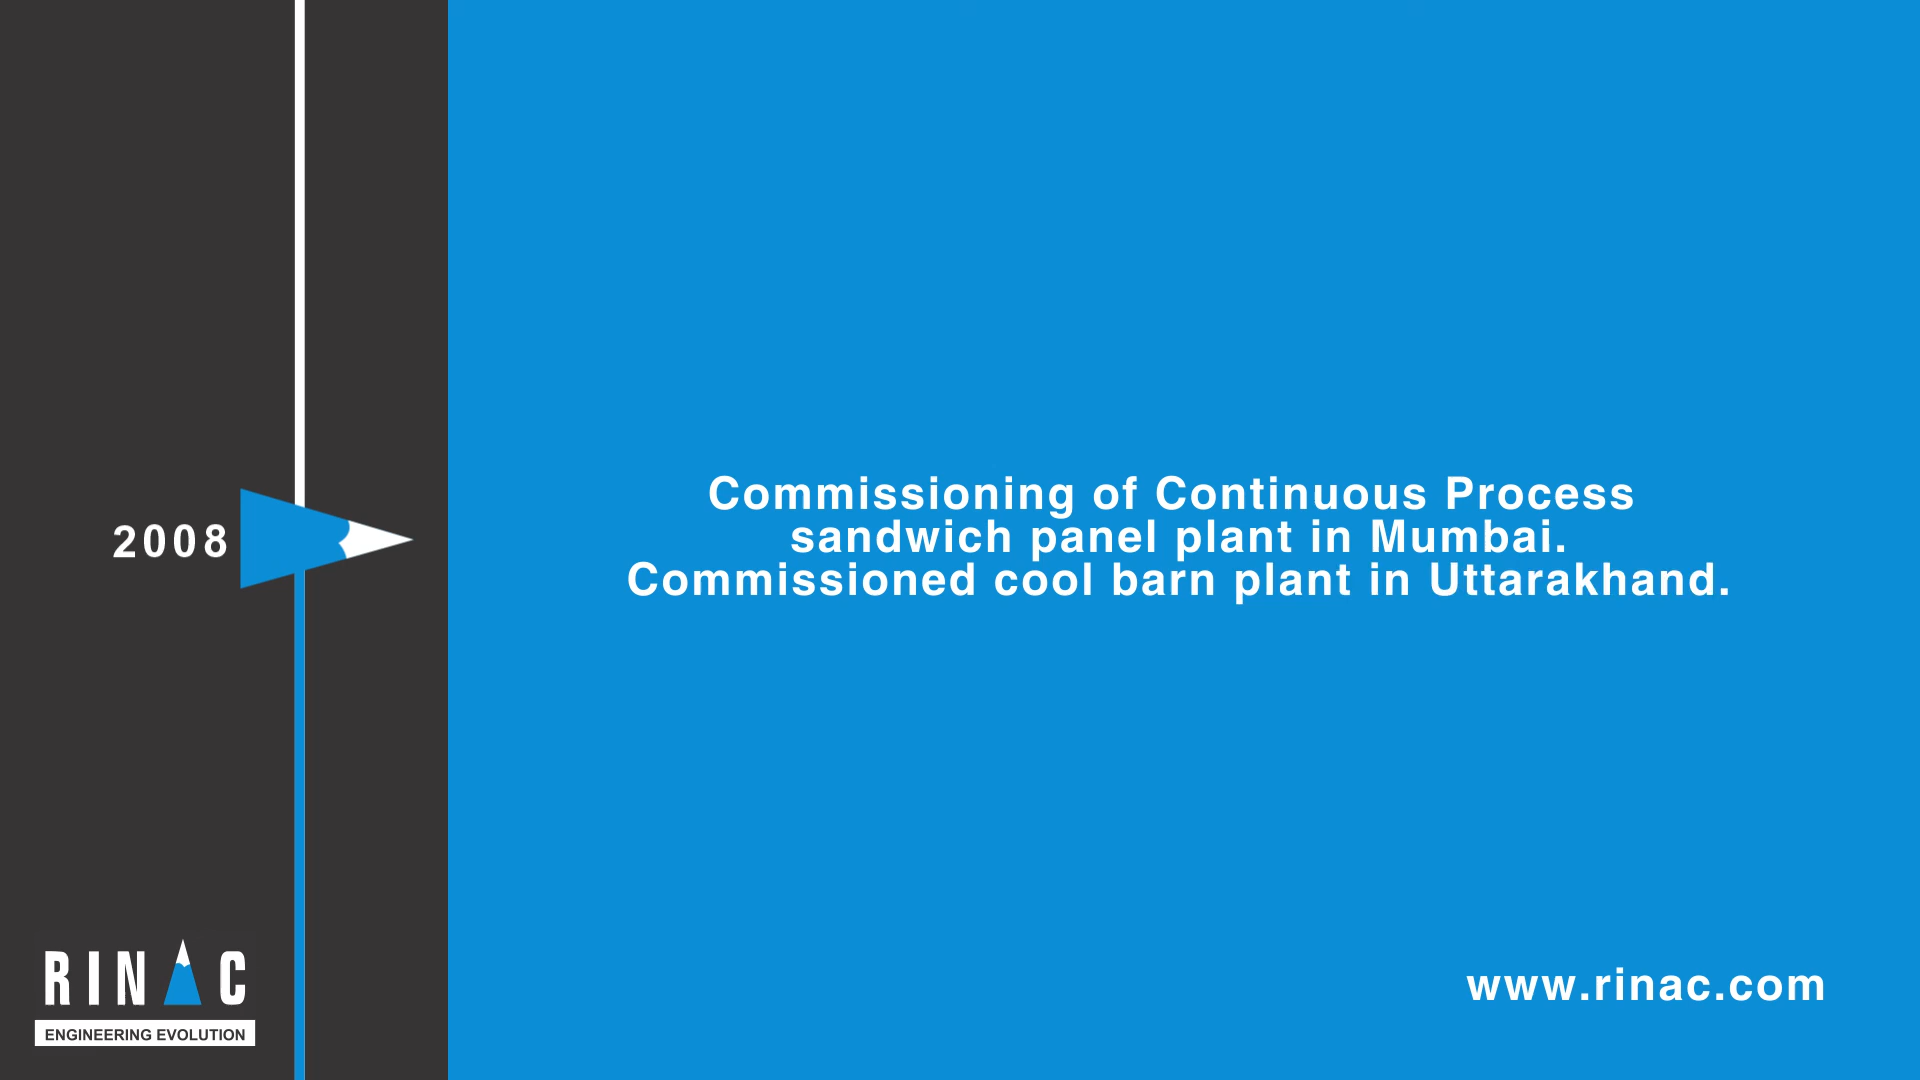 2008
Commissioning of Continuous Process
sandwich panel plant in Mumbai.
Commissioned cool barn plant in Uttarakhand.
RINAC
ENGINEERING EVOLUTION
www.rinac.com